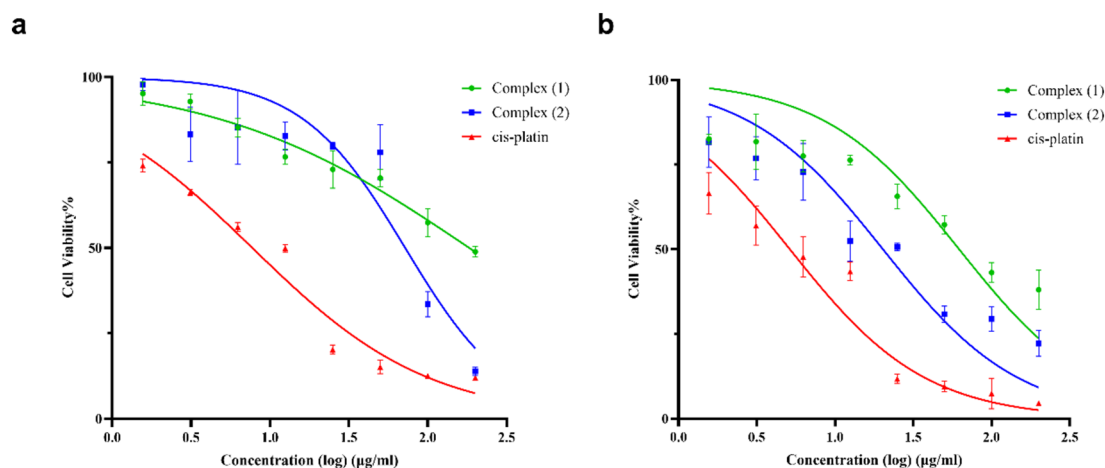 a
100
50
0
0.0 0.5 1.0 1.5 2.0 2.5
Cell Viability%
Concentration (log) (µg/ml)
Complex (1)
Complex (2)
cis-platin
b
100
50
0
0.0 0.5 1.0 1.5 2.0 2.5
Cell Viability%
Concentration (log) (µg/ml)
Complex (1)
Complex (2)
cis-platin